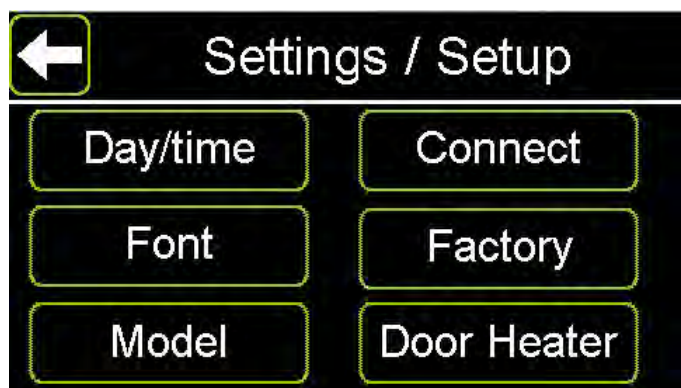 Settings / Setup
Day/time
Connect
Font
Factory
Model
Door Heater